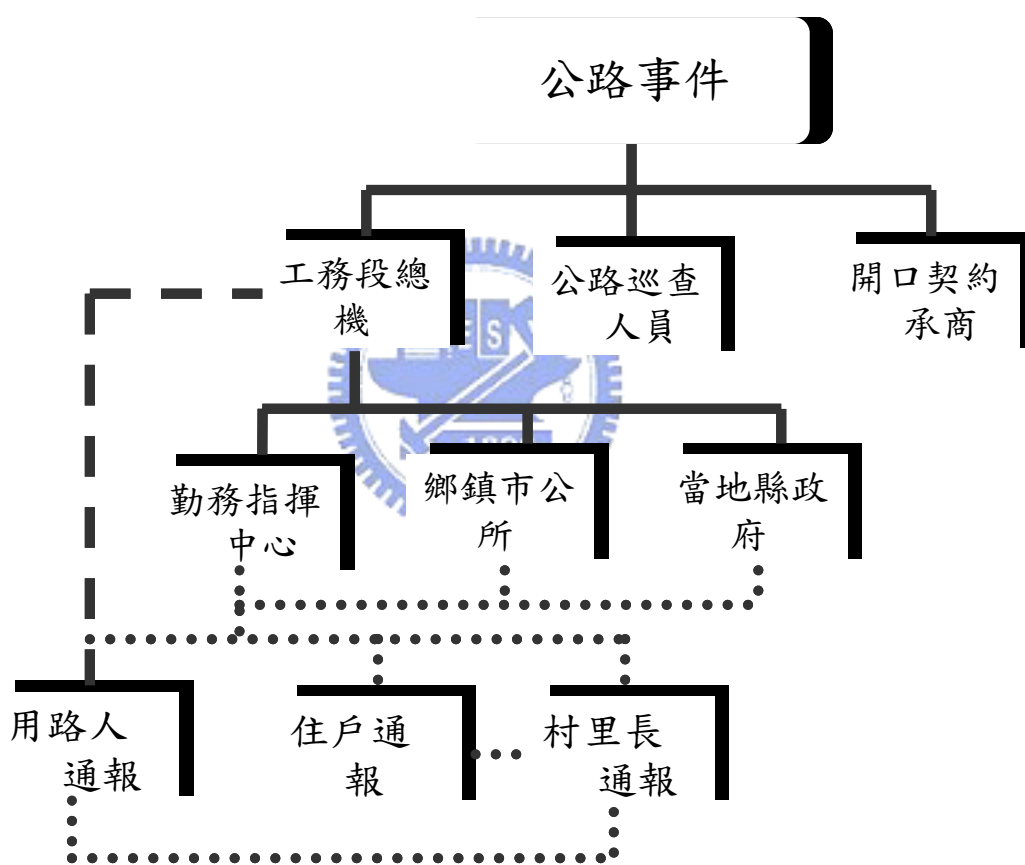 公路事件
工務段總
機
公路巡查
人員
開口契約
承商
勤務指揮
中心
鄉鎮市公
所
當地縣政
府
用路人
通報
住戶通
報
村里長
通報